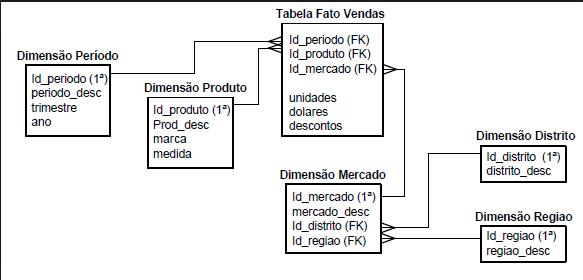 Tabela Fato Vendas
Id_periodo (FK)
Id_produto (FK)
Id_mercado (FK)
unidades
dolares
descontos
Dimensão Período
Id_periodo (1ª)
periodo_desc
trimestre
ano
Dimensão Produto
Id_produto (1ª)
Prod_desc
marca
medida
Dimensão Mercado
Id_mercado (1ª)
mercado_desc
Id_distrito (FK)
Id_regiao (FK)
Dimensão Distrito
Id_distrito (1ª)
distrito_desc
Dimensão Regiao
Id_regiao (1ª)
regiao_desc